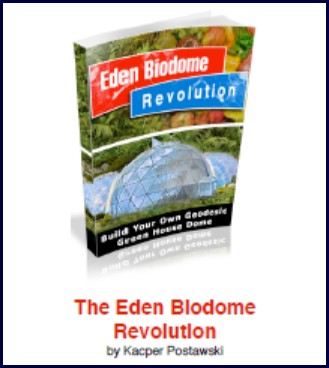 Eden Biodome
Revolution
Build Your Own Geodesic
Green House Dome
The Eden Biodome
Revolution
by Kacper Postawski